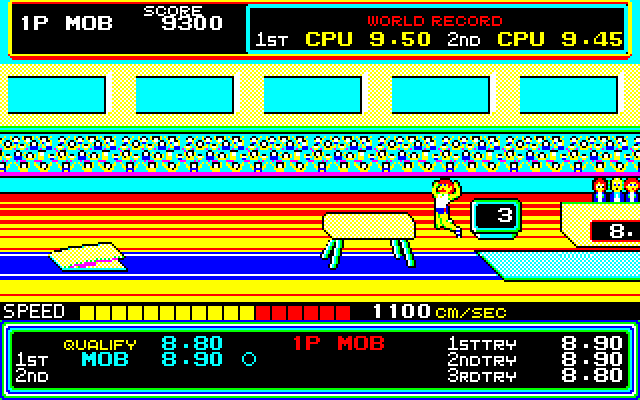 SCORE
1P MOB 9300
WORLD RECORD
1ST CPU 9.50 2ND CPU 9.45
3
8.
SPEED 1100 CM/SEC
QUALIFY 8.80 1P MOB 1STTRY 8.90
1ST MOB 8.90 ○ 2NDTRY 8.90
2ND 3RDTRY 8.80